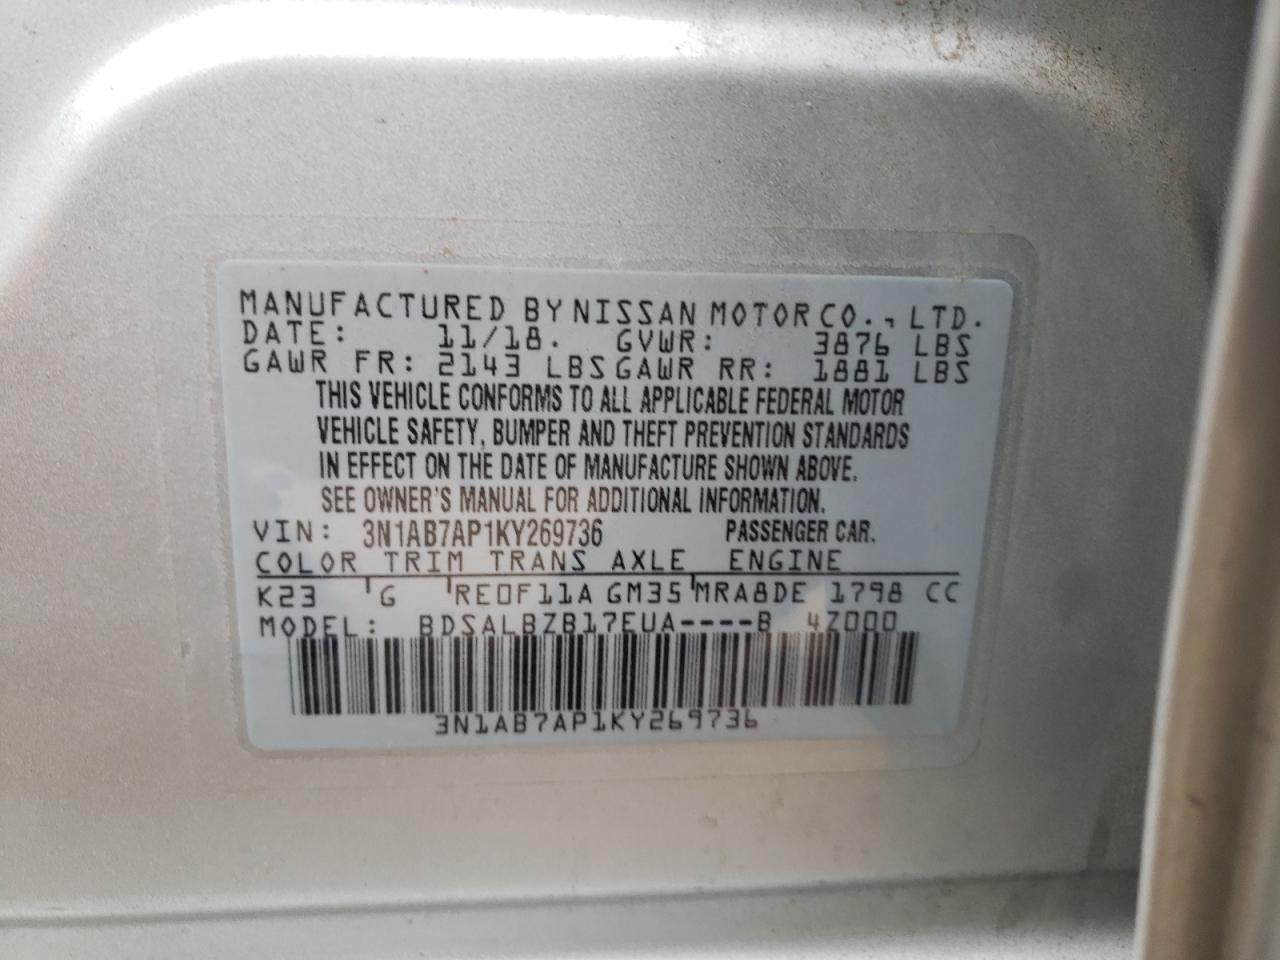 MANUFACTURED BY NISSAN MOTOR CO., LTD.
DATE: 11/18. GVWR: 3876 LBS
GAWR FR: 2143 LBS GAWR RR: 1881 LBS
THIS VEHICLE CONFORMS TO ALL APPLICABLE FEDERAL MOTOR
VEHICLE SAFETY, BUMPER AND THEFT PREVENTION STANDARDS
IN EFFECT ON THE DATE OF MANUFACTURE SHOWN ABOVE.
SEE OWNER'S MANUAL FOR ADDITIONAL INFORMATION.
VIN: 3N1AB7AP1KY269736 PASSENGER CAR.
COLOR TRIM TRANS AXLE ENGINE
K23 G RE0F11A GM35 MRA8DE 1798 CC
MODEL: BDSALBZB17EUA----B 4Z000
3N1AB7AP1KY269736